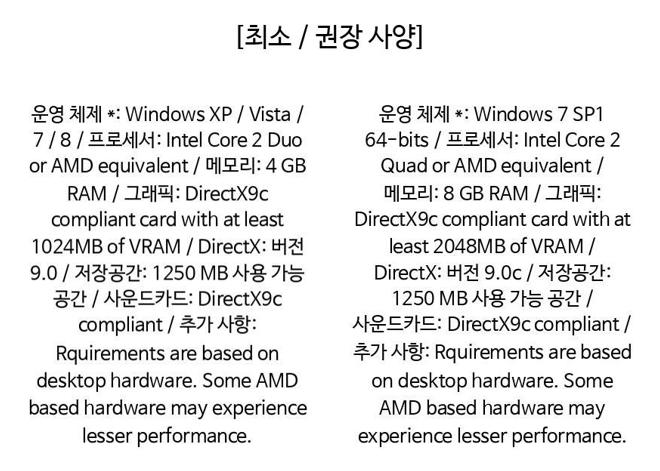 [최소 / 권장 사양]
운영 체제 *: Windows XP / Vista /
7 / 8 / 프로세서: Intel Core 2 Duo
or AMD equivalent / 메모리: 4 GB
RAM / 그래픽: DirectX9c
compliant card with at least
1024MB of VRAM / DirectX: 버전
9.0 / 저장공간: 1250 MB 사용 가능
공간 / 사운드카드: DirectX9c
compliant / 추가 사항:
Rquirements are based on
desktop hardware. Some AMD
based hardware may experience
lesser performance.
운영 체제 *: Windows 7 SP1
64-bits / 프로세서: Intel Core 2
Quad or AMD equivalent /
메모리: 8 GB RAM / 그래픽:
DirectX9c compliant card with at
least 2048MB of VRAM /
DirectX: 버전 9.0c / 저장공간:
1250 MB 사용 가능 공간 /
사운드카드: DirectX9c compliant /
추가 사항: Rquirements are based
on desktop hardware. Some
AMD based hardware may
experience lesser performance.